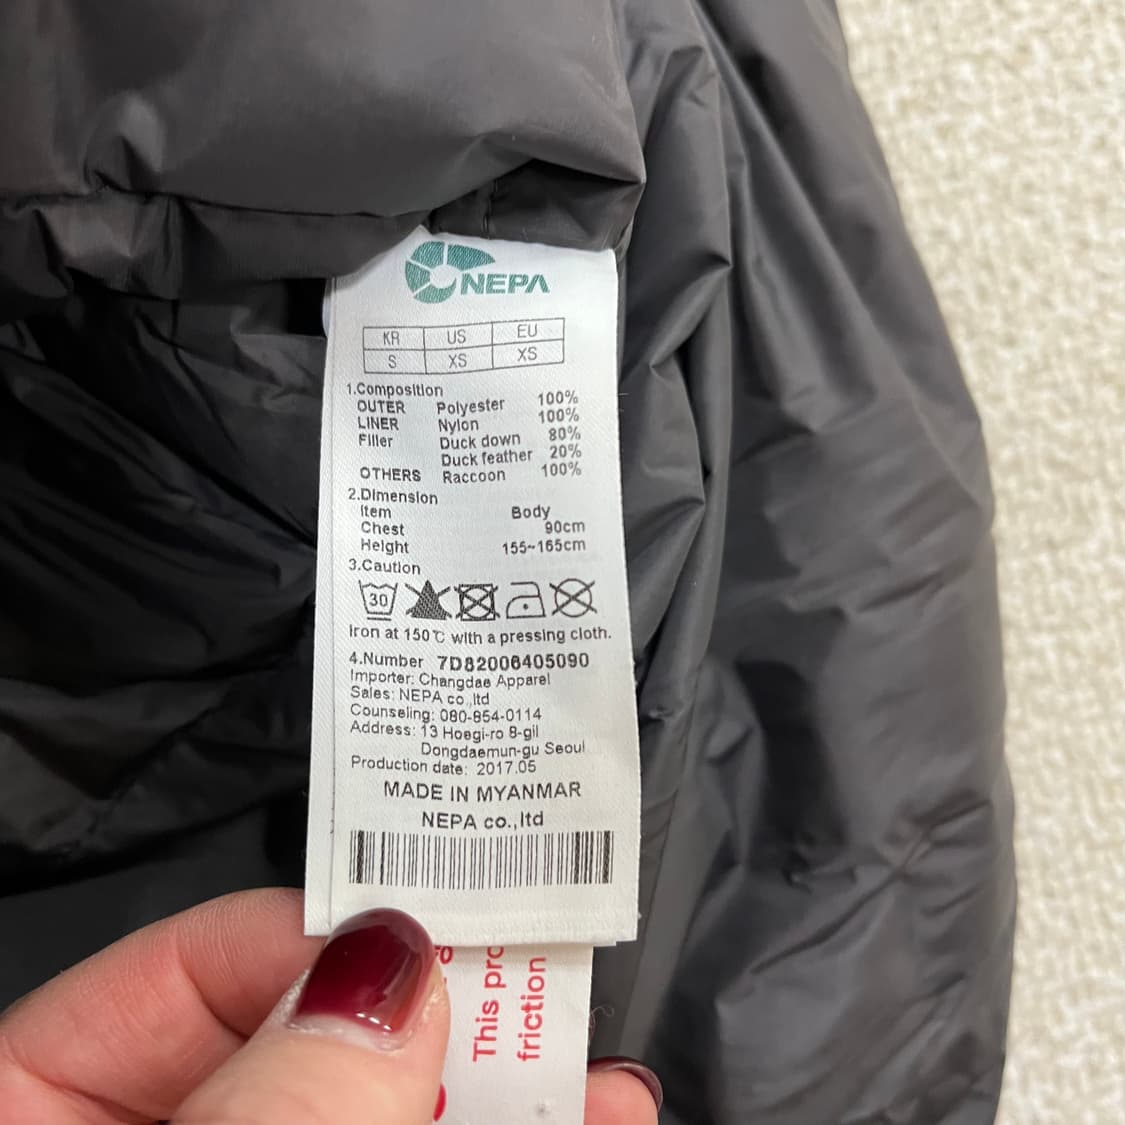 NEPA
KR US EU
S XS XS
1.Composition
OUTER Polyester 100%
LINER Nylon 100%
Filler Duck down 80%
Duck feather 20%
OTHERS Raccoon 100%
2.Dimension
Item Body
Chest 90cm
Height 155~165cm
3.Caution
30
Iron at 150℃ with a pressing cloth.
4.Number 7D82006405090
Importer: Changdae Apparel
Sales: NEPA co.,ltd
Counseling: 080-854-0114
Address: 13 Hoegi-ro 8-gil
Dongdaemun-gu Seoul
Production date: 2017.05
MADE IN MYANMAR
NEPA co.,ltd
This pro
friction